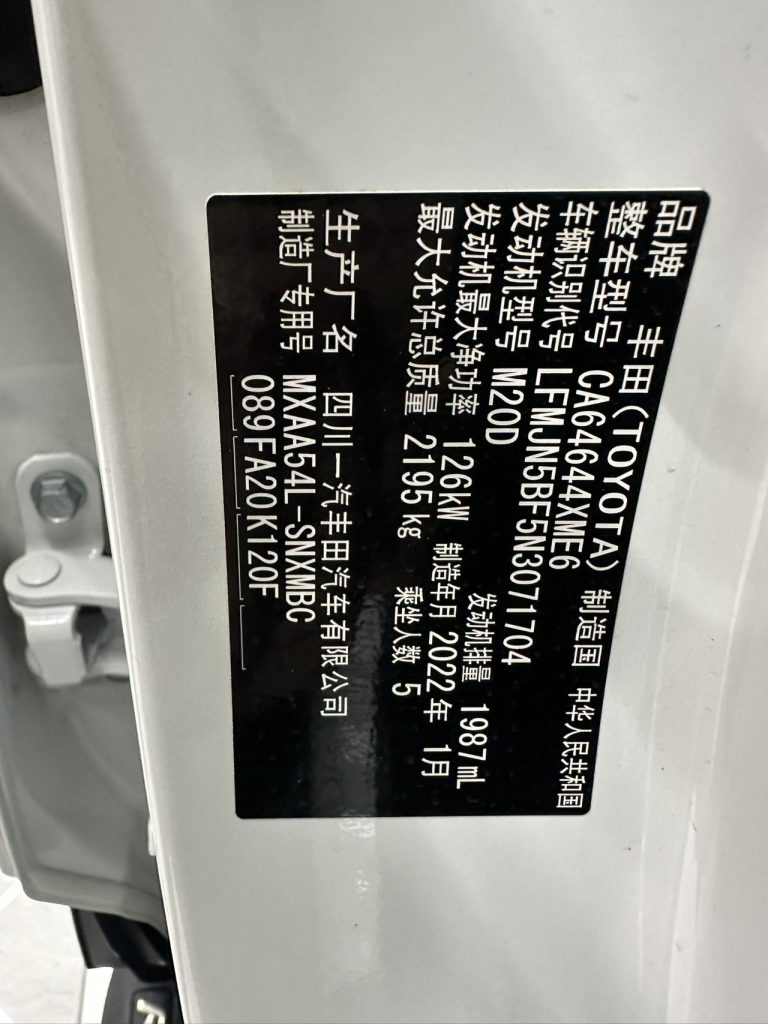 品牌 丰田(TOYOTA) 制造国 中华人民共和国
整车型号 CA64644XME6
车辆识别代号 LFMJN5BF5N3071704
发动机型号 M20D 发动机排量 1987mL
发动机最大净功率 126kW 制造年月 2022年 1月
最大允许总质量 2195kg 乘坐人数 5
生产厂名 四川一汽丰田汽车有限公司
制造厂专用号 MXAA54L-SNXMBC
089FA20K120F